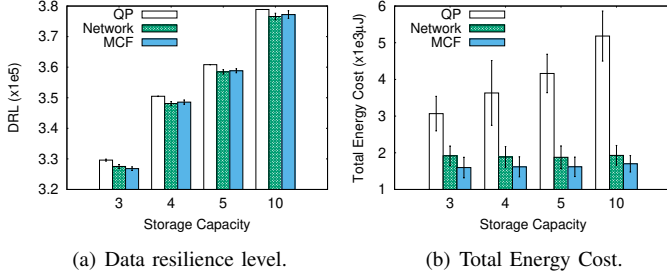 3.8
3.7
3.6
3.5
3.4
3.3
3.2
DRL (x1e5)
QP
Network
MCF
3 4 5 10
Storage Capacity
(a) Data resilience level.
6
5
4
3
2
1
Total Energy Cost (x1e3μJ)
QP
Network
MCF
3 4 5 10
Storage Capacity
(b) Total Energy Cost.